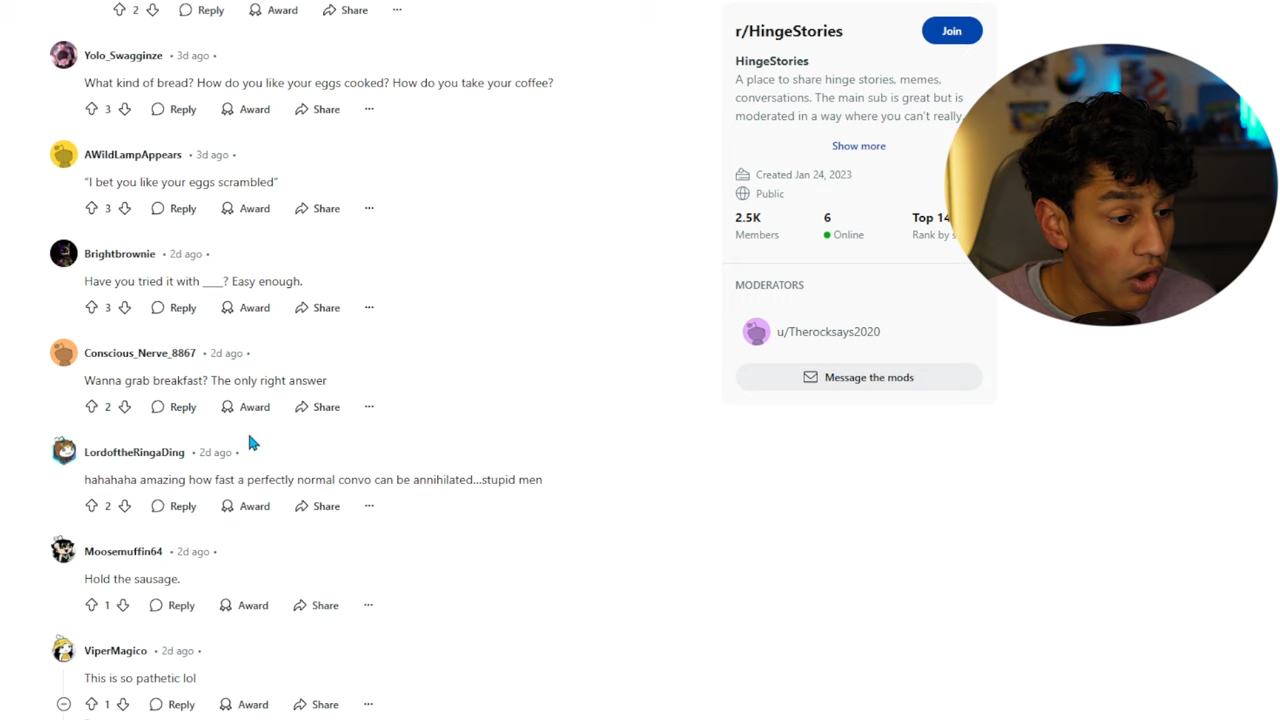 2 Reply Award Share ...
Yolo_Swagginze • 3d ago •
What kind of bread? How do you like your eggs cooked? How do you take your coffee?
3 Reply Award Share ...
AWildLampAppears • 3d ago •
“I bet you like your eggs scrambled”
3 Reply Award Share ...
Brightbrownie • 2d ago •
Have you tried it with ____? Easy enough.
3 Reply Award Share ...
Conscious_Nerve_8867 • 2d ago •
Wanna grab breakfast? The only right answer
2 Reply Award Share ...
LordoftheRingaDing • 2d ago •
hahahaha amazing how fast a perfectly normal convo can be annihilated...stupid men
2 Reply Award Share ...
Moosemuffin64 • 2d ago •
Hold the sausage.
1 Reply Award Share ...
ViperMagico • 2d ago •
This is so pathetic lol
1 Reply Award Share ...
r/HingeStories Join
HingeStories
A place to share hinge stories, memes,
conversations. The main sub is great but is
moderated in a way where you can't really
Show more
Created Jan 24, 2023
Public
2.5K 6 Top
Members Online Rank by
MODERATORS
u/Therocksays2020
Message the mods